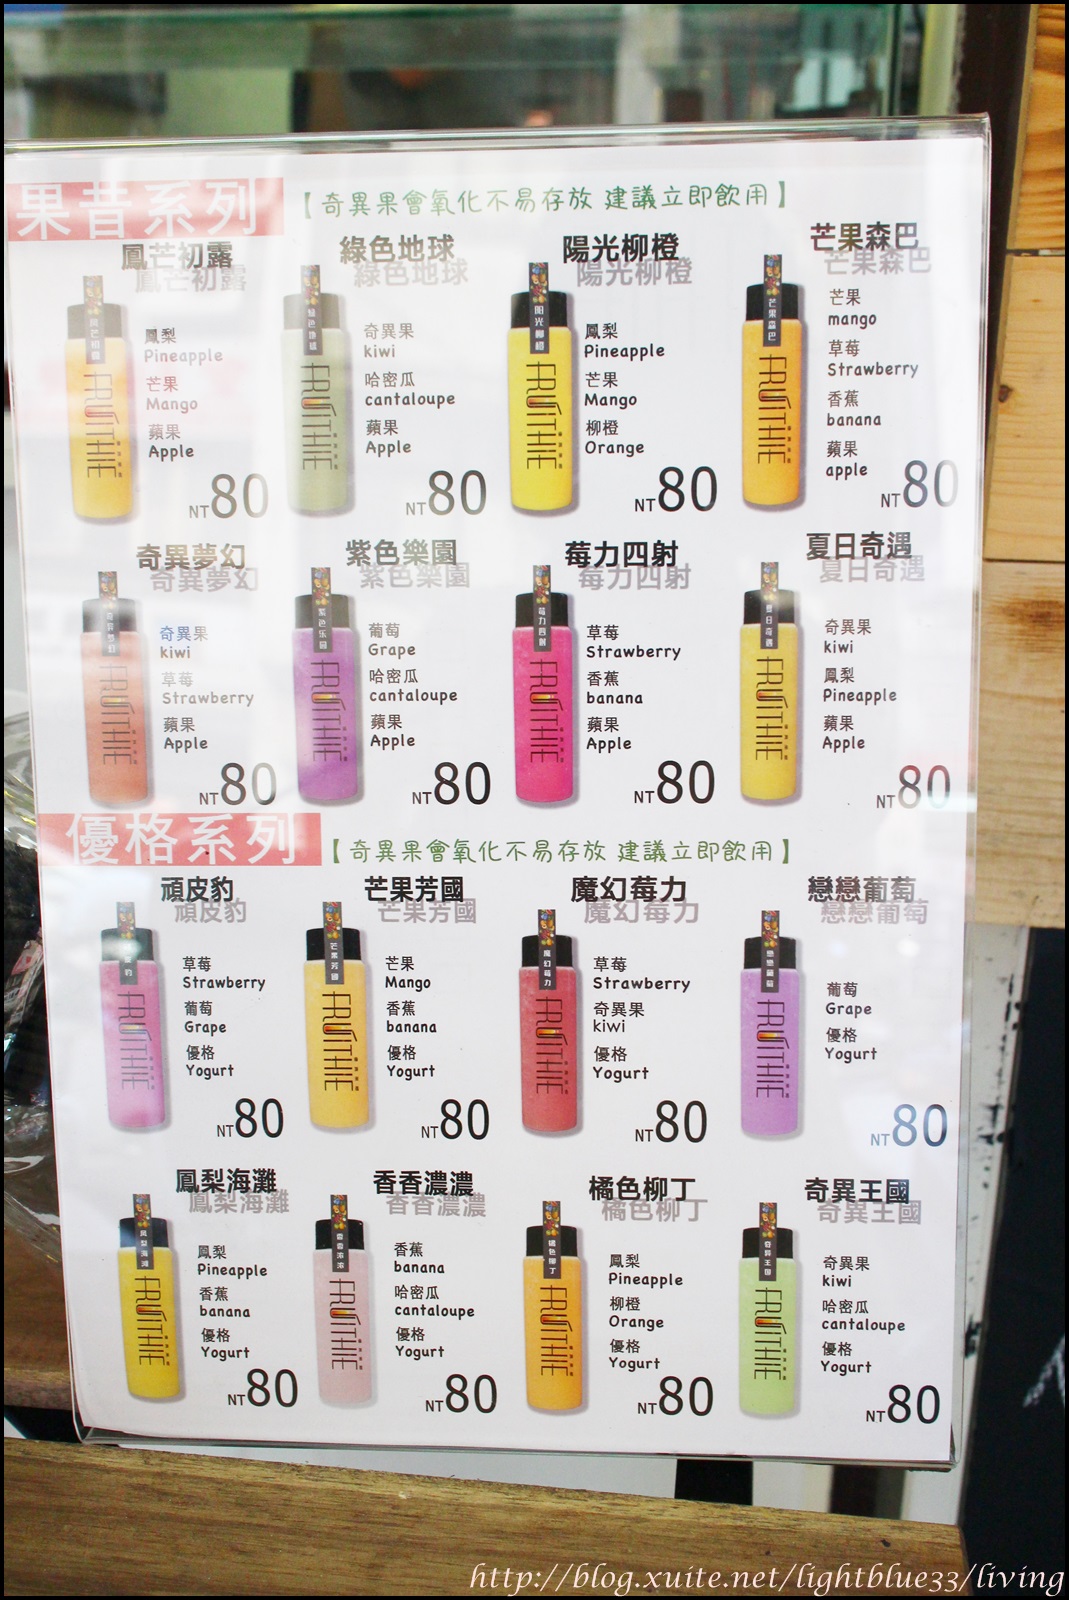 果昔系列
【奇異果會氧化不易存放 建議立即飲用】
鳳芒初露
鳳梨
Pineapple
芒果
Mango
蘋果
Apple
NT80
綠色地球
奇異果
kiwi
哈密瓜
cantaloupe
蘋果
Apple
NT80
陽光柳橙
鳳梨
Pineapple
芒果
Mango
柳橙
Orange
NT80
芒果森巴
芒果
mango
草莓
Strawberry
香蕉
banana
蘋果
apple
NT80
奇異夢幻
奇異果
kiwi
草莓
Strawberry
蘋果
Apple
NT80
紫色樂園
葡萄
Grape
哈密瓜
cantaloupe
蘋果
Apple
NT80
莓力四射
草莓
Strawberry
香蕉
banana
蘋果
Apple
NT80
夏日奇遇
奇異果
kiwi
鳳梨
Pineapple
蘋果
Apple
NT80
優格系列
【奇異果會氧化不易存放 建議立即飲用】
頑皮豹
草莓
Strawberry
葡萄
Grape
優格
Yogurt
NT80
芒果芳國
芒果
Mango
香蕉
banana
優格
Yogurt
NT80
魔幻莓力
草莓
Strawberry
奇異果
kiwi
優格
Yogurt
NT80
戀戀葡萄
葡萄
Grape
優格
Yogurt
NT80
鳳梨海灘
鳳梨
Pineapple
香蕉
banana
優格
Yogurt
NT80
香香濃濃
香蕉
banana
哈密瓜
cantaloupe
優格
Yogurt
NT80
橘色柳丁
鳳梨
Pineapple
柳橙
Orange
優格
Yogurt
NT80
奇異王國
奇異果
kiwi
哈密瓜
cantaloupe
優格
Yogurt
NT80
http://blog.xuite.net/lightblue33/living